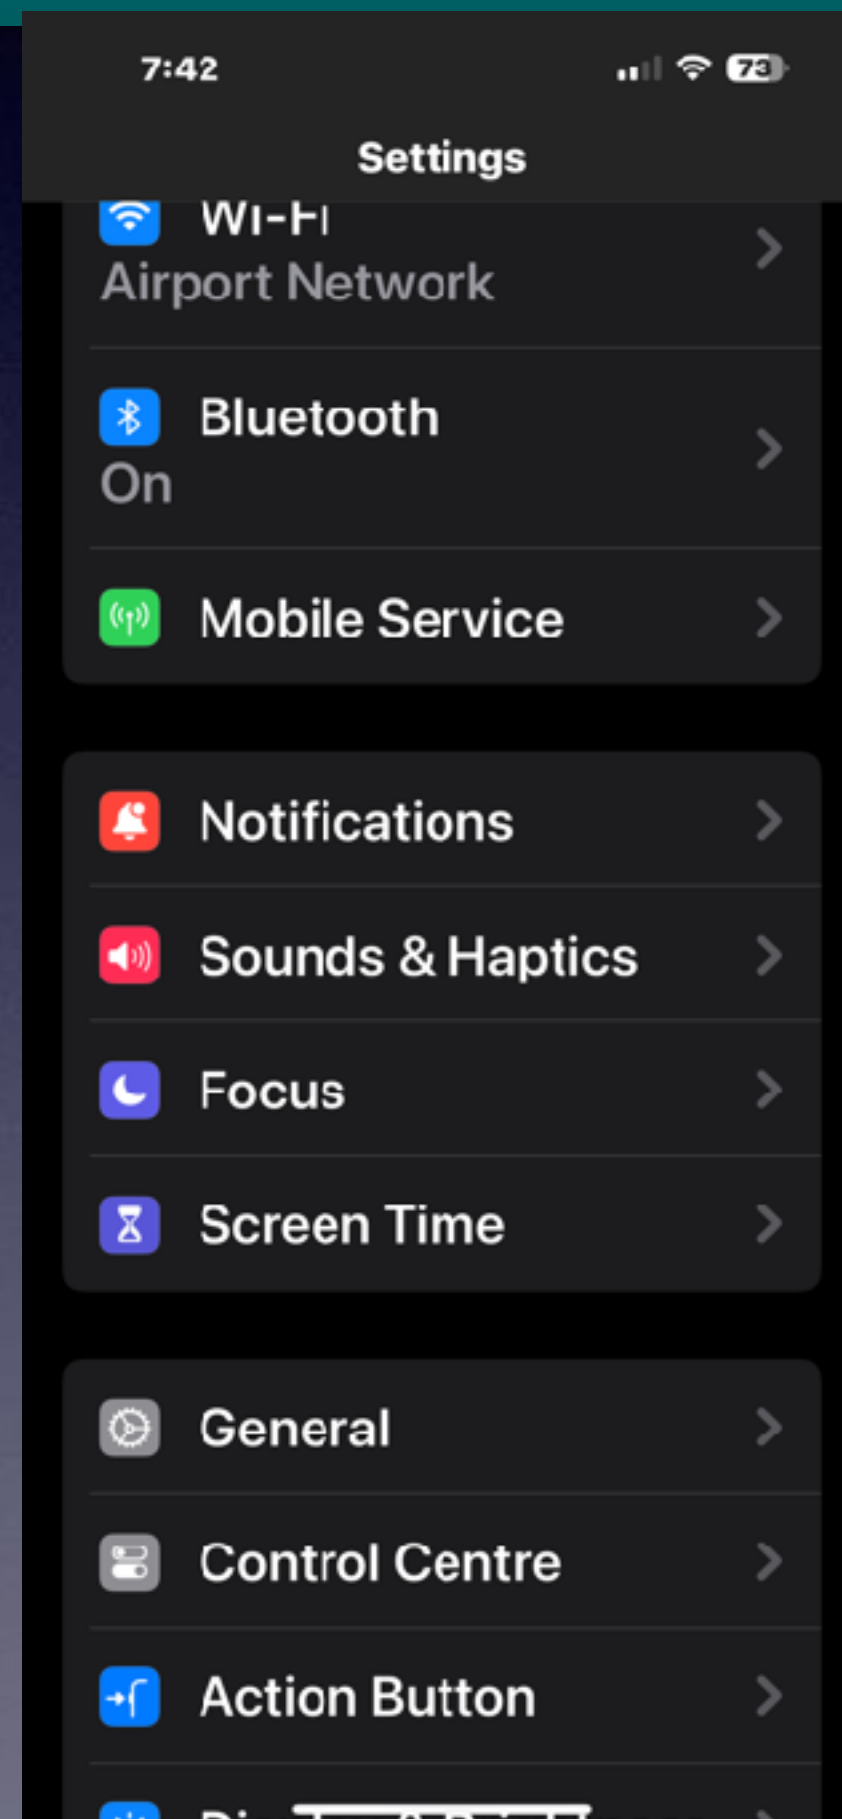 7:42
73
Settings
Wi-Fi
Airport Network
Bluetooth
On
Mobile Service
Notifications
Sounds & Haptics
Focus
Screen Time
General
Control Centre
Action Button